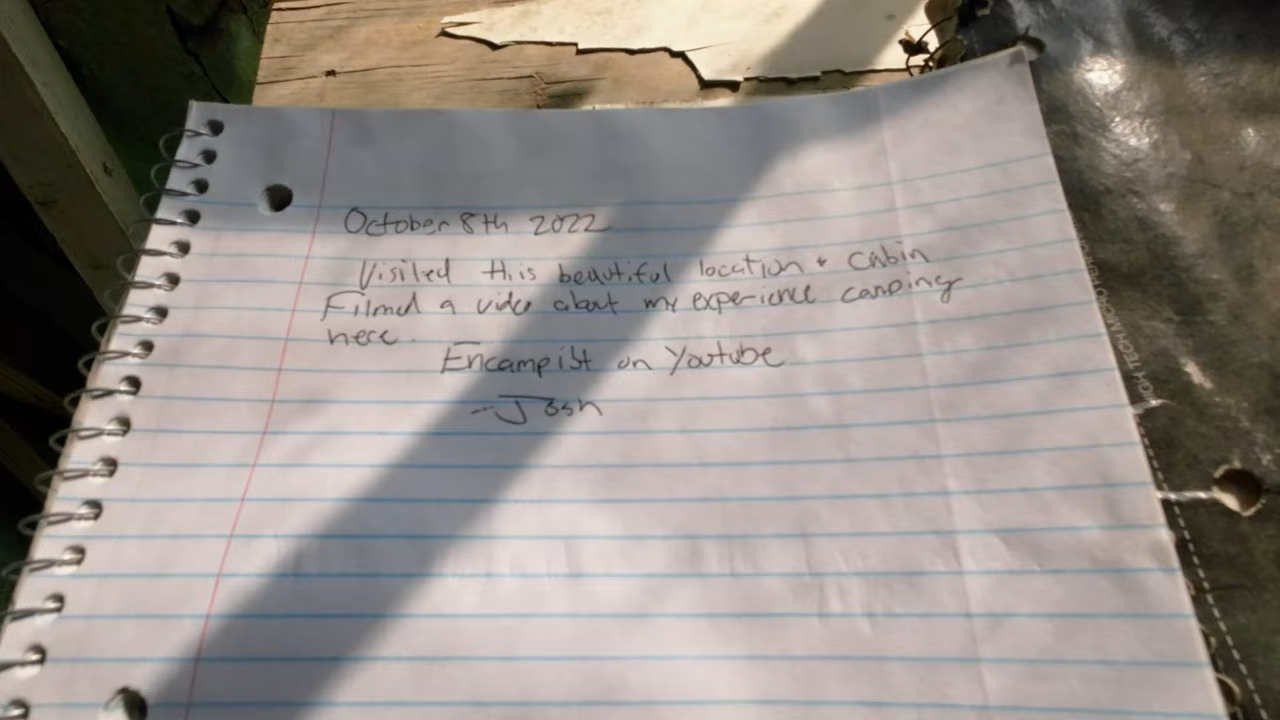 October 8th 2022
Visited this beautiful location + cabin
Filmed a video about my experience camping
here.
Encampist on Youtube
-Josh